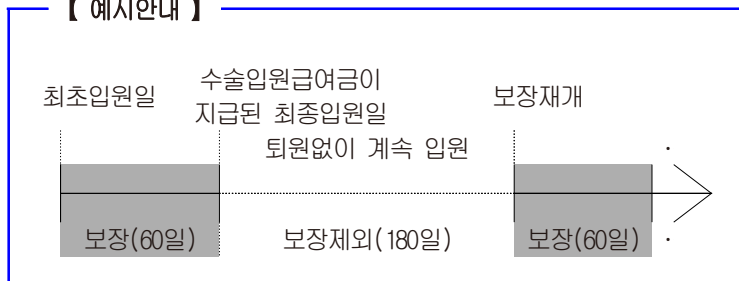 【 예시안내 】
최초입원일
수술입원급여금이
지급된 최종입원일
보장재개
퇴원없이 계속 입원
보장(60일)
보장제외(180일)
보장(60일)